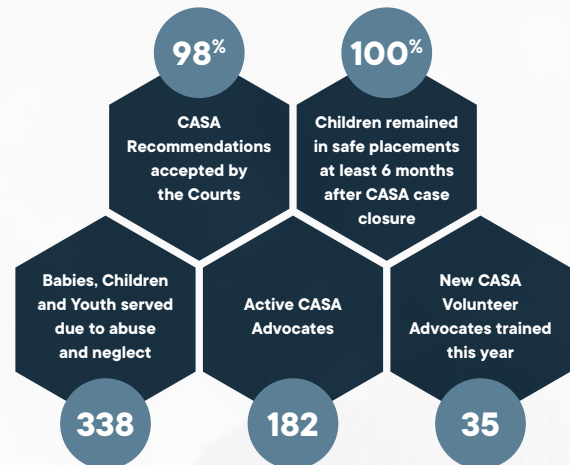 98%
CASA
Recommendations
accepted by
the Courts
100%
Children remained
in safe placements
at least 6 months
after CASA case
closure
Babies, Children
and Youth served
due to abuse
and neglect
338
Active CASA
Advocates
182
New CASA
Volunteer
Advocates trained
this year
35